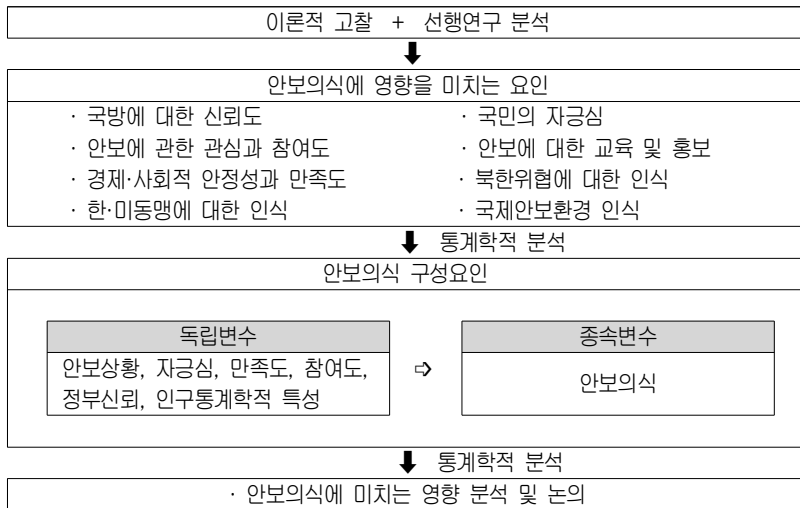 이론적 고찰 + 선행연구 분석
안보의식에 영향을 미치는 요인
· 국방에 대한 신뢰도
· 국민의 자긍심
· 안보에 관한 관심과 참여도
· 안보에 대한 교육 및 홍보
· 경제·사회적 안정성과 만족도
· 북한위협에 대한 인식
· 한·미동맹에 대한 인식
· 국제안보환경 인식
통계학적 분석
안보의식 구성요인
독립변수
안보상황, 자긍심, 만족도, 참여도,
정부신뢰, 인구통계학적 특성
종속변수
안보의식
통계학적 분석
· 안보의식에 미치는 영향 분석 및 논의